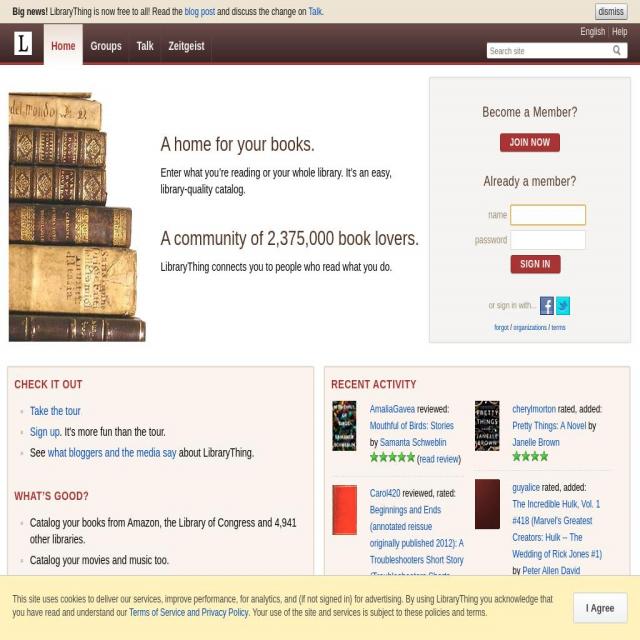 Big news! LibraryThing is now free to all! Read the blog post and discuss the change on Talk.
dismiss
English Help
L
Home
Groups
Talk
Zeitgeist
Search site
A home for your books.
Enter what you're reading or your whole library. It's an easy,
library-quality catalog.
A community of 2,375,000 book lovers.
LibraryThing connects you to people who read what you do.
Become a Member?
JOIN NOW
Already a member?
name
password
SIGN IN
or sign in with...
forgot / organizations / terms
CHECK IT OUT
Take the tour
Sign up. It's more fun than the tour.
See what bloggers and the media say about LibraryThing.
WHAT'S GOOD?
Catalog your books from Amazon, the Library of Congress and 4,941
other libraries.
Catalog your movies and music too.
RECENT ACTIVITY
AmaliaGavea reviewed:
Mouthful of Birds: Stories
by Samanta Schweblin
(read review)
Carol420 reviewed, rated:
Beginnings and Ends
(annotated reissue
originally published 2012): A
Troubleshooters Short Story
(Troubleshooters Shorts
PRETTY
THINGS
JANELLE
BROWN
cherylmorton rated, added:
Pretty Things: A Novel by
Janelle Brown
guyalice rated, added:
The Incredible Hulk, Vol. 1
#418 (Marvel's Greatest
Creators: Hulk -- The
Wedding of Rick Jones #1)
by Peter Allen David
This site uses cookies to deliver our services, improve performance, for analytics, and (if not signed in) for advertising. By using LibraryThing you acknowledge that
you have read and understand our Terms of Service and Privacy Policy. Your use of the site and services is subject to these policies and terms.
I Agree